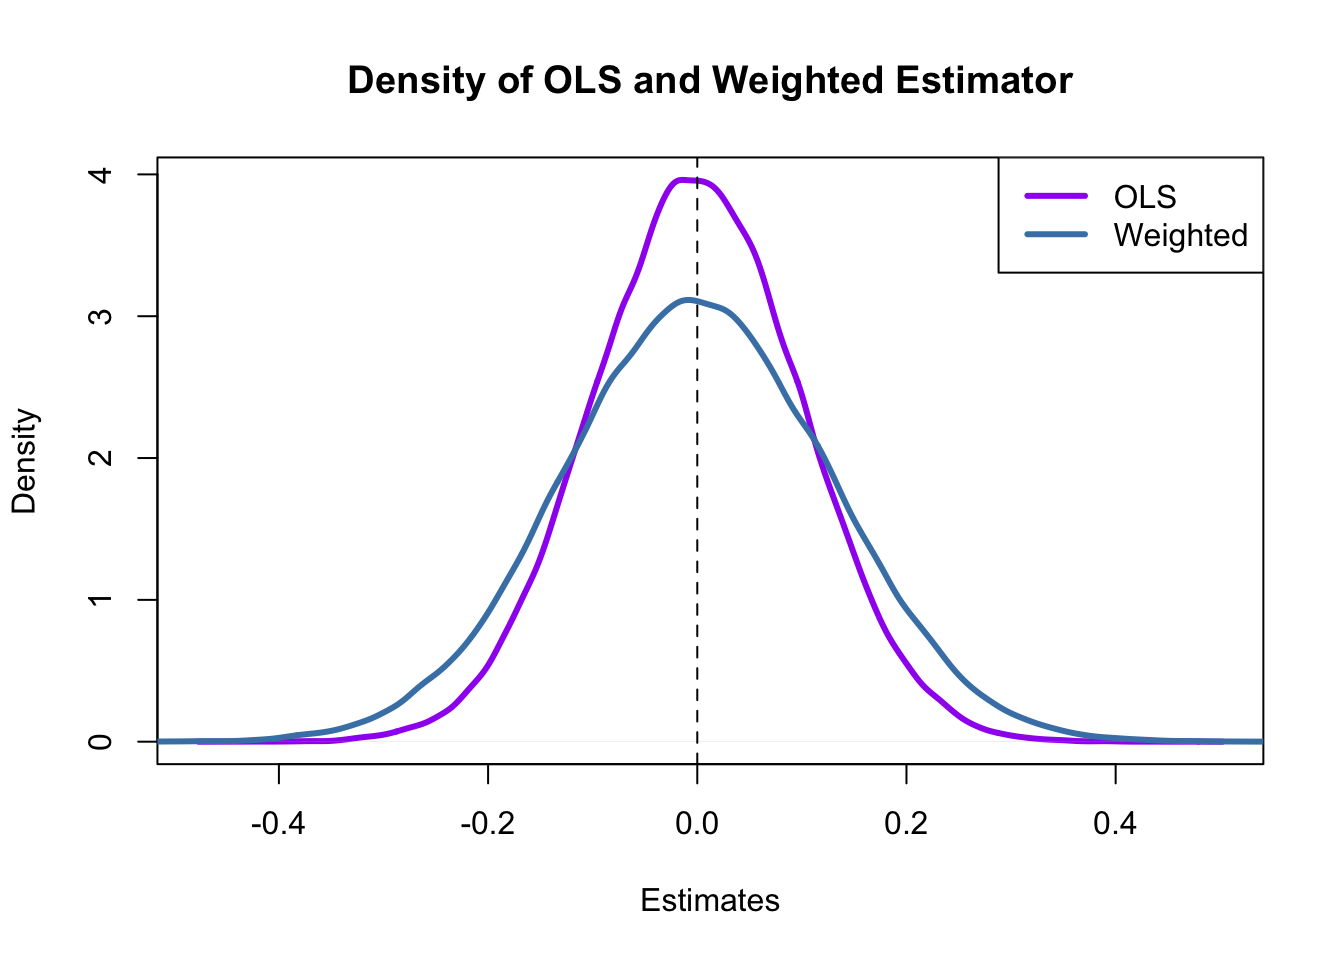 Density of OLS and Weighted Estimator
OLS
Weighted
Density
4
3
2
1
0
-0.4 -0.2 0.0 0.2 0.4
Estimates